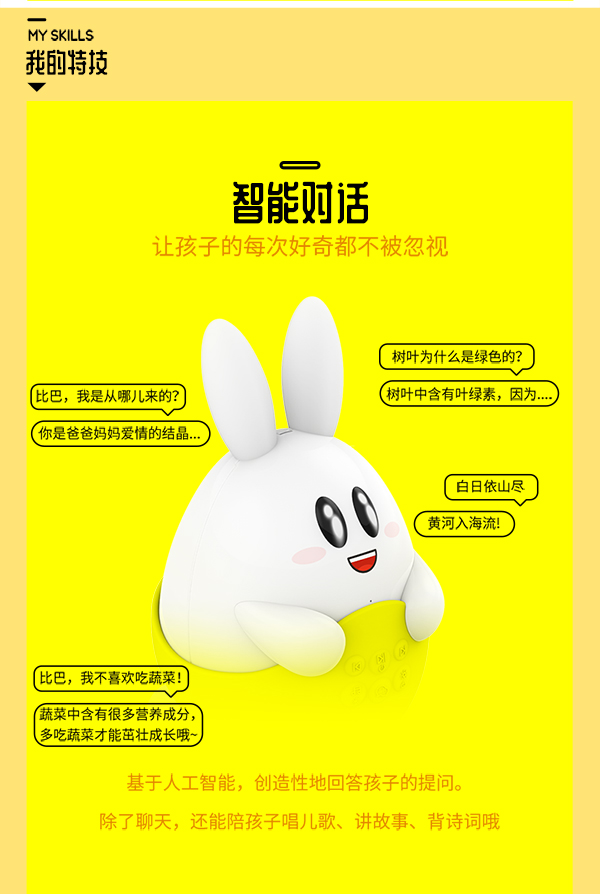 MY SKILLS
我的特技
智能对话
让孩子的每次好奇都不被忽视
树叶为什么是绿色的?
树叶中含有叶绿素，因为....
比巴，我是从哪儿来的?
你是爸爸妈妈爱情的结晶...
白日依山尽
黄河入海流!
比巴，我不喜欢吃蔬菜！
蔬菜中含有很多营养成分，
多吃蔬菜才能茁壮成长哦~
基于人工智能，创造性地回答孩子的提问。
除了聊天，还能陪孩子唱儿歌、讲故事、背诗词哦